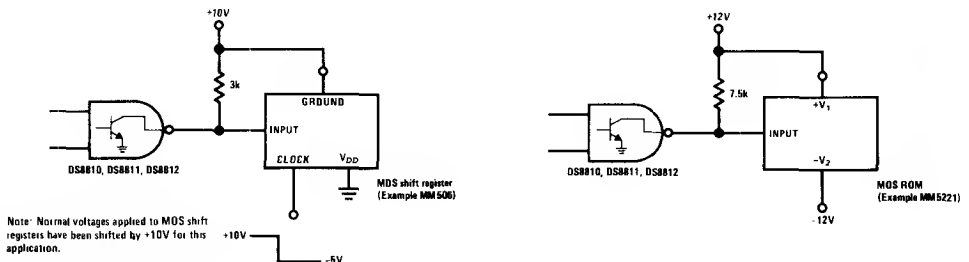 +10V
3k
GROUND
INPUT
CLOCK
VDD
DS8810, DS8811, DS8812
MOS shift register
(Example MM506)
Note: Normal voltages applied to MOS shift
registers have been shifted by +10V for this
application.
+10V
-5V
+12V
7.5k
+V1
INPUT
-V2
DS8810, DS8811, DS8812
MOS ROM
(Example MM5221)
-12V